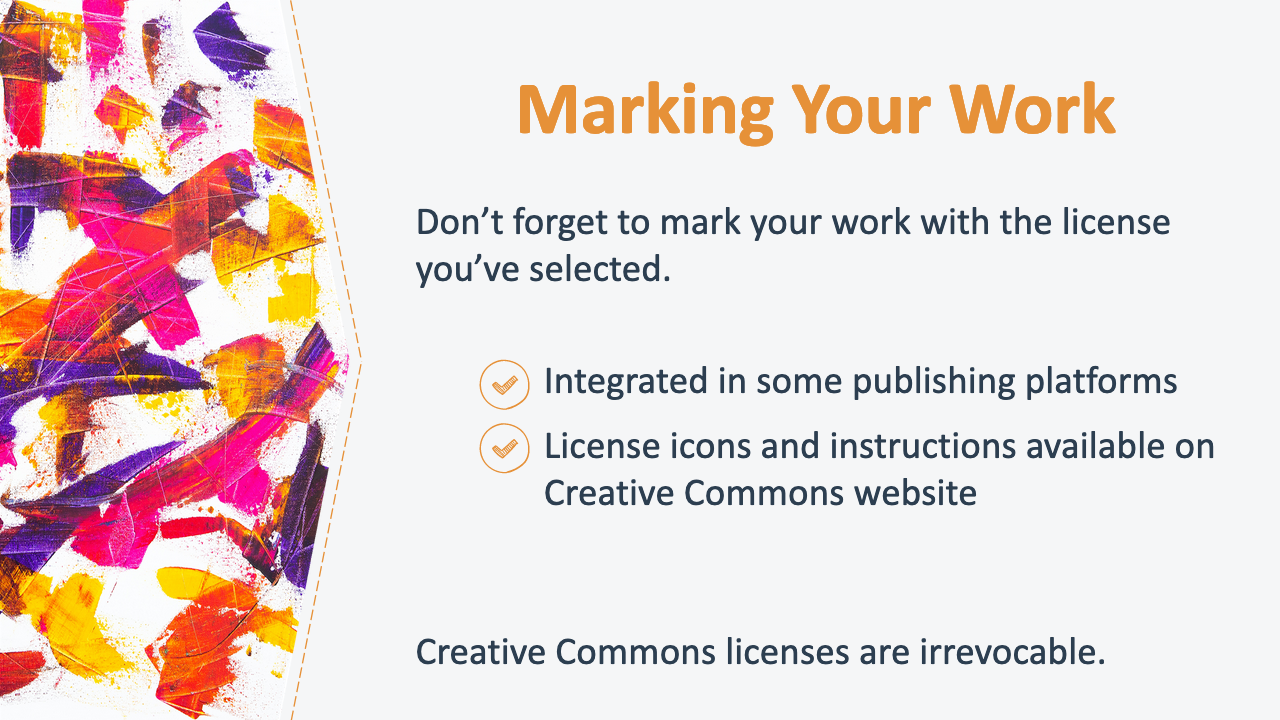 Marking Your Work
Don’t forget to mark your work with the license
you’ve selected.
Integrated in some publishing platforms
License icons and instructions available on
Creative Commons website
Creative Commons licenses are irrevocable.